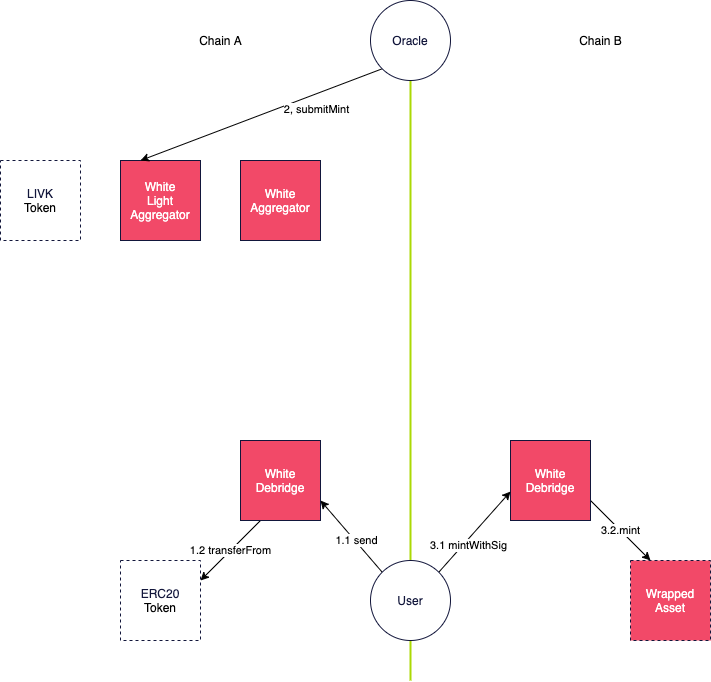 Chain A
Oracle
Chain B
2, submitMint
LIVK
Token
White
Light
Aggregator
White
Aggregator
White
Debridge
White
Debridge
1.1 send
1.2 transferFrom
3.1 mintWithSig
3.2.mint
ERC20
Token
User
Wrapped
Asset